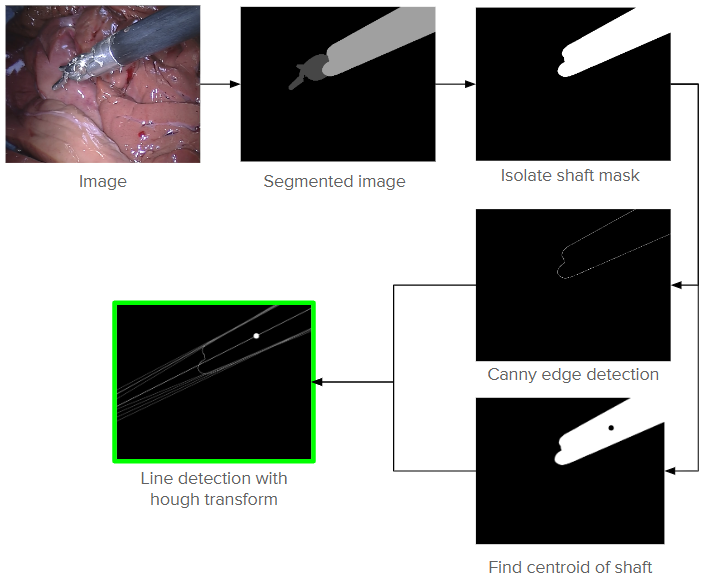 Image
Segmented image
Isolate shaft mask
Canny edge detection
Line detection with
hough transform
Find centroid of shaft